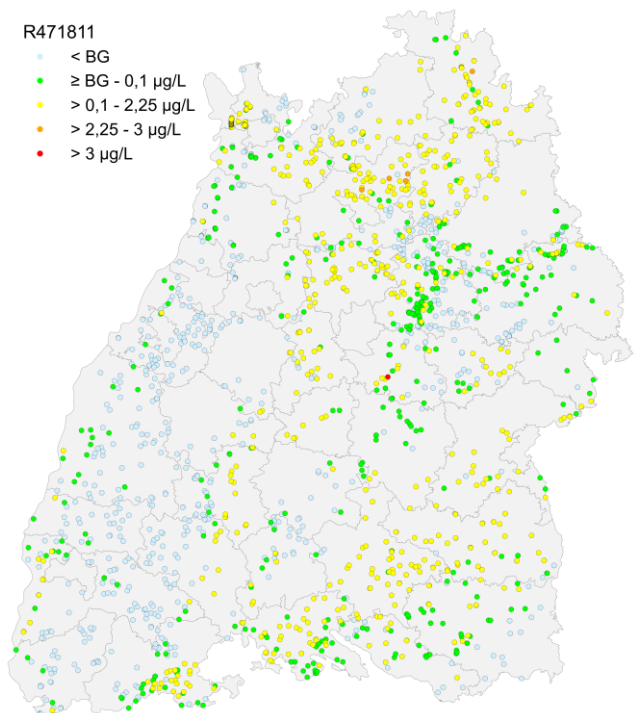 R471811
< BG
≥ BG - 0,1 µg/L
> 0,1 - 2,25 µg/L
> 2,25 - 3 µg/L
> 3 µg/L